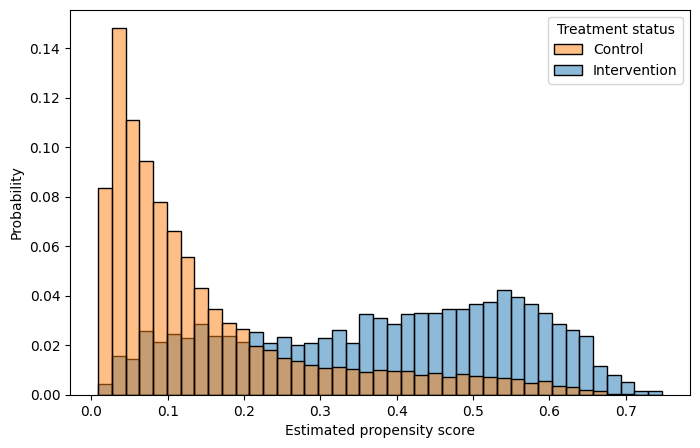 Treatment status
Control
Intervention
0.14
0.12
0.10
0.08
0.06
0.04
0.02
0.00
Probability
0.0 0.1 0.2 0.3 0.4 0.5 0.6 0.7
Estimated propensity score